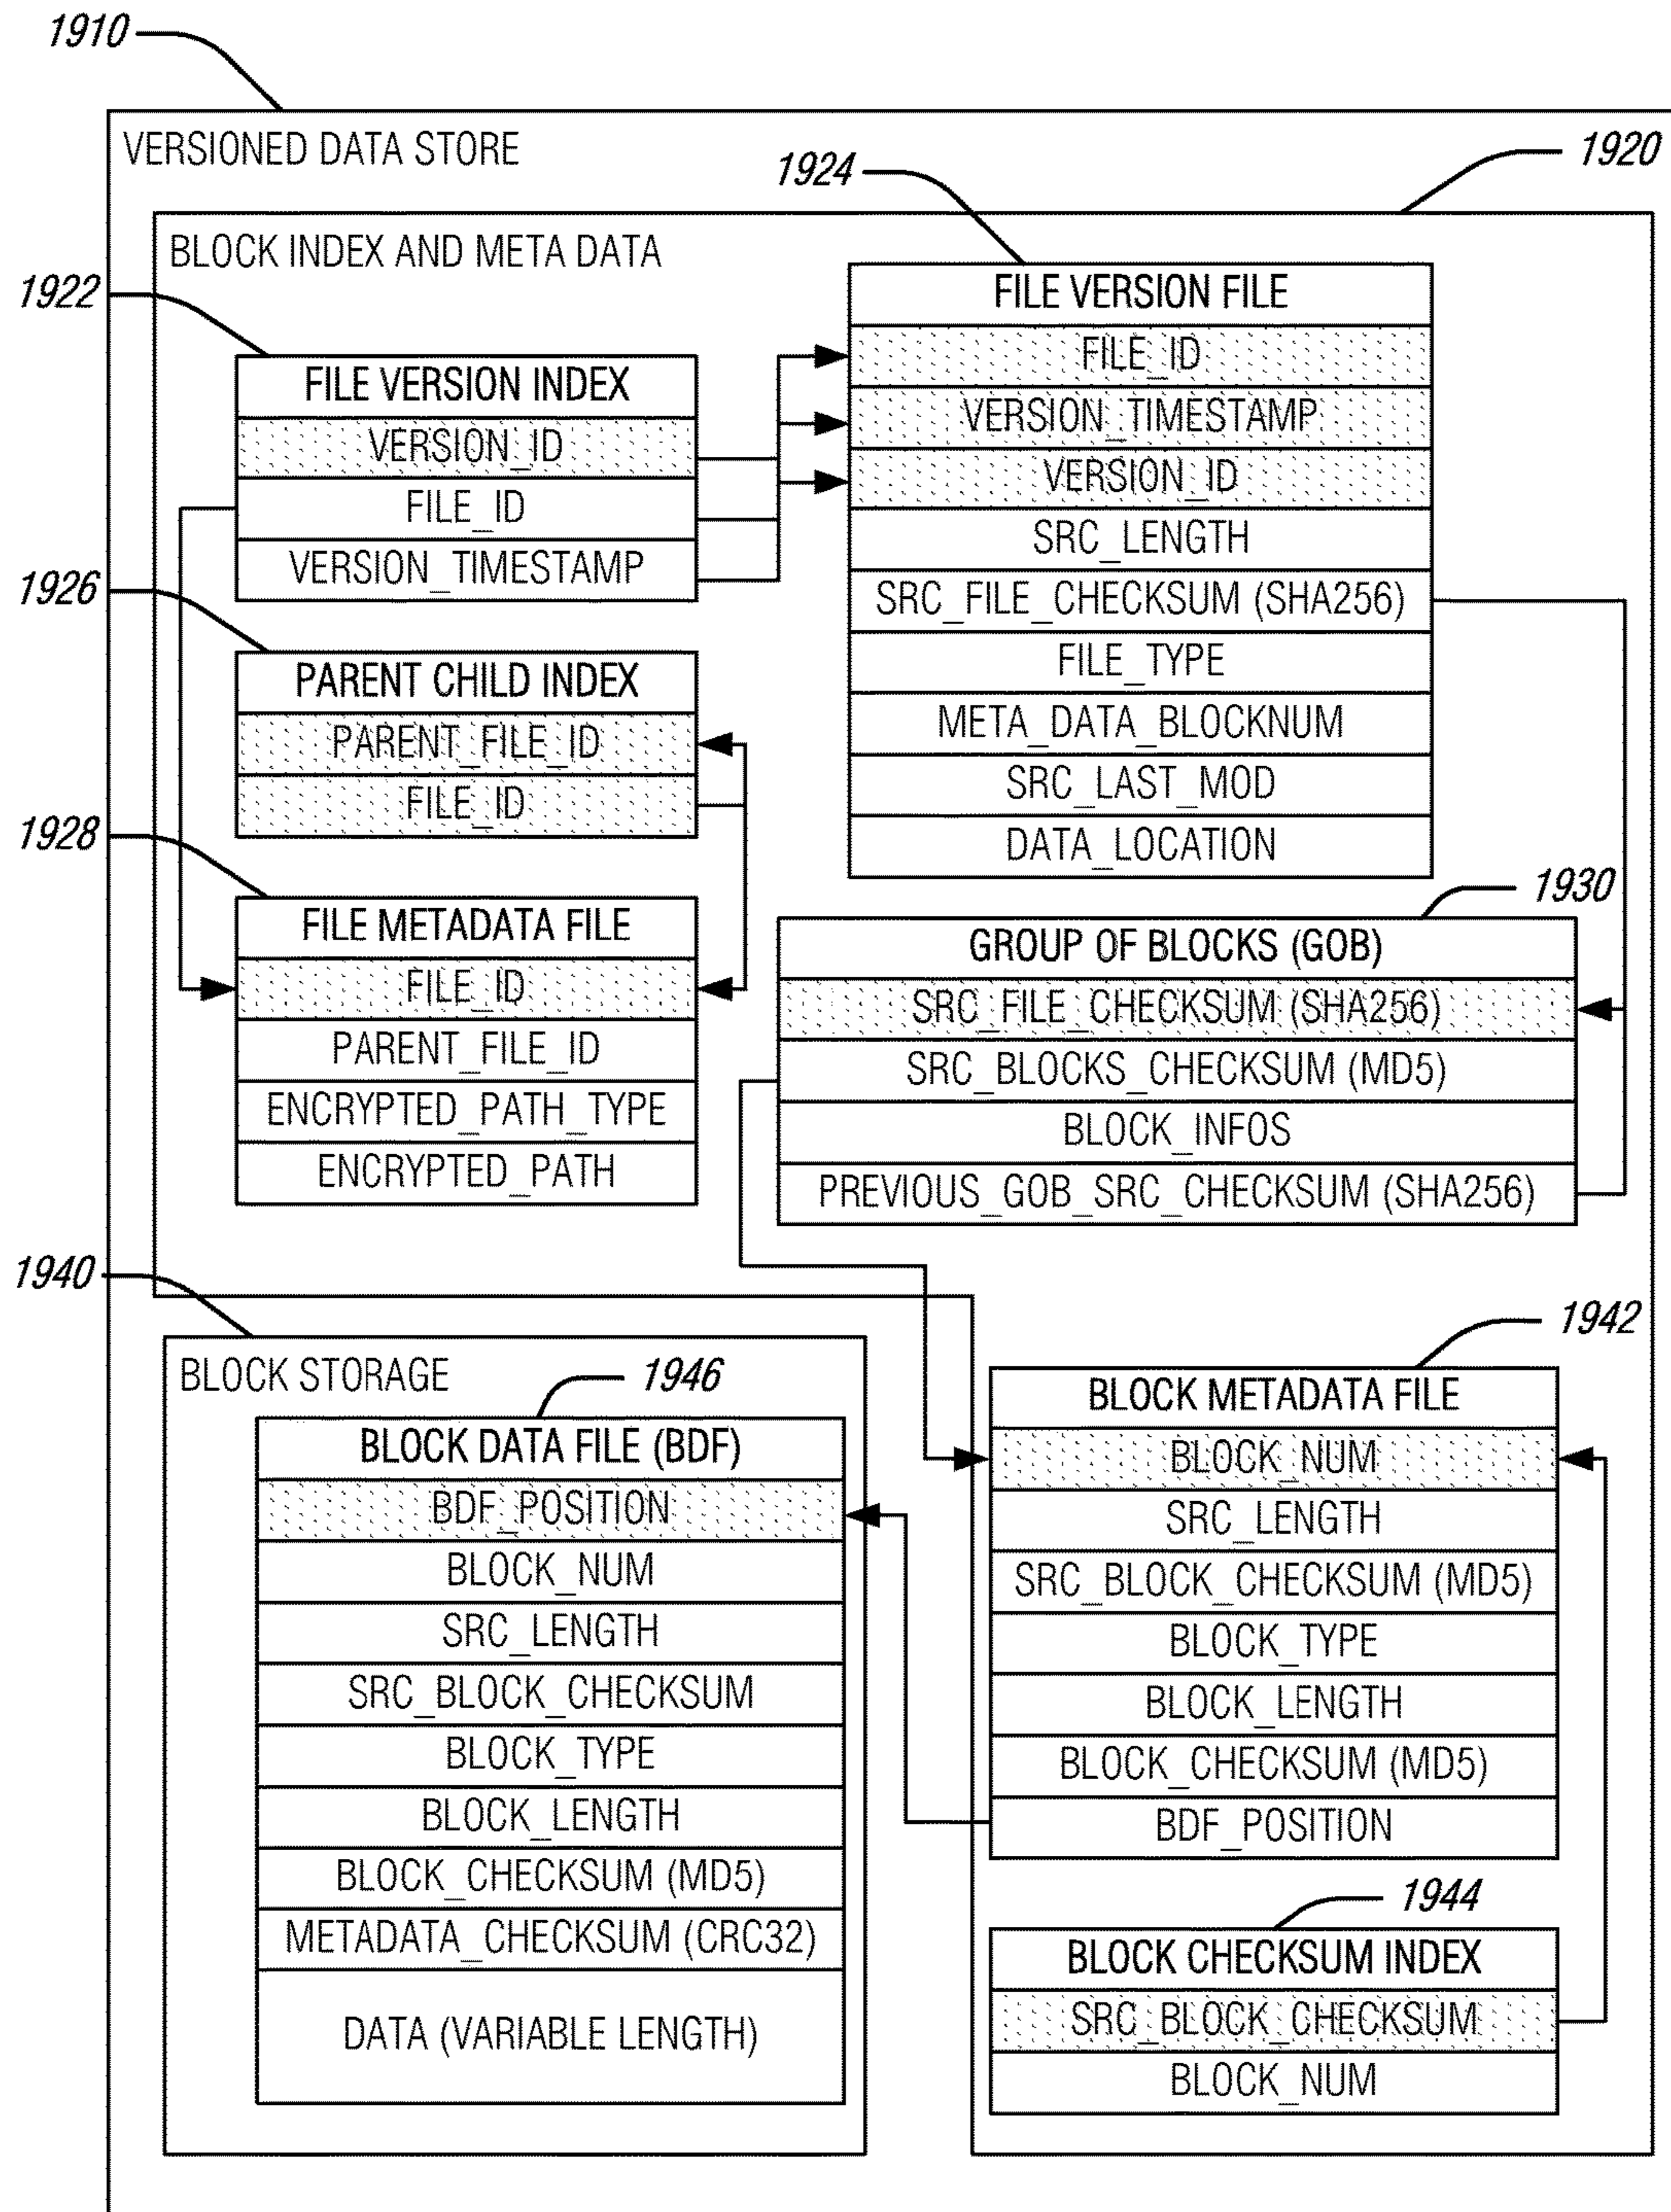 1910
VERSIONED DATA STORE
1920
1924
BLOCK INDEX AND META DATA
1922
FILE VERSION INDEX
VERSION_ID
FILE_ID
VERSION_TIMESTAMP
FILE VERSION FILE
FILE_ID
VERSION_TIMESTAMP
VERSION_ID
SRC_LENGTH
SRC_FILE_CHECKSUM (SHA256)
FILE_TYPE
META_DATA_BLOCKNUM
SRC_LAST_MOD
DATA_LOCATION
1926
PARENT CHILD INDEX
PARENT_FILE_ID
FILE_ID
1928
FILE METADATA FILE
FILE_ID
PARENT_FILE_ID
ENCRYPTED_PATH_TYPE
ENCRYPTED_PATH
1930
GROUP OF BLOCKS (GOB)
SRC_FILE_CHECKSUM (SHA256)
SRC_BLOCKS_CHECKSUM (MD5)
BLOCK_INFOS
PREVIOUS_GOB_SRC_CHECKSUM (SHA256)
1940
BLOCK STORAGE
1946
BLOCK DATA FILE (BDF)
BDF_POSITION
BLOCK_NUM
SRC_LENGTH
SRC_BLOCK_CHECKSUM
BLOCK_TYPE
BLOCK_LENGTH
BLOCK_CHECKSUM (MD5)
METADATA_CHECKSUM (CRC32)
DATA (VARIABLE LENGTH)
1942
BLOCK METADATA FILE
BLOCK_NUM
SRC_LENGTH
SRC_BLOCK_CHECKSUM (MD5)
BLOCK_TYPE
BLOCK_LENGTH
BLOCK_CHECKSUM (MD5)
BDF_POSITION
1944
BLOCK CHECKSUM INDEX
SRC_BLOCK_CHECKSUM
BLOCK_NUM